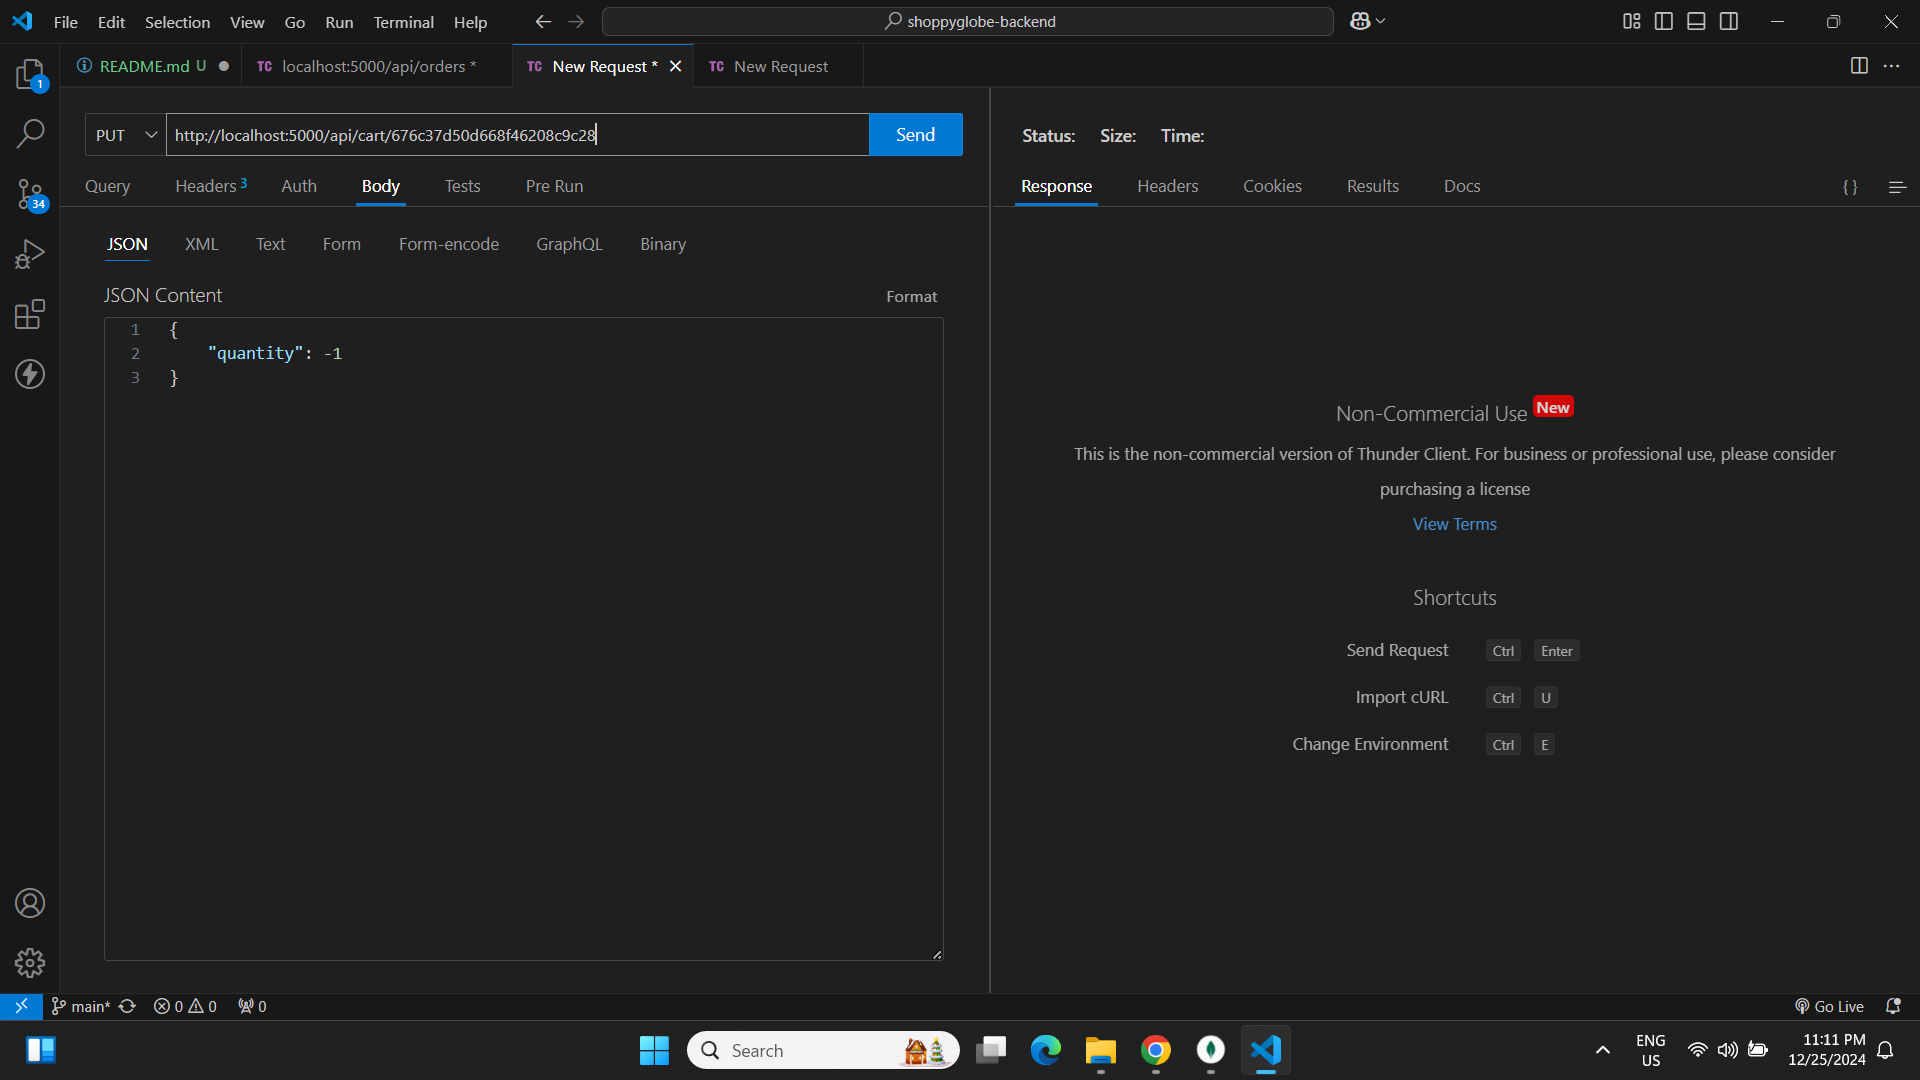 File Edit Selection View Go Run Terminal Help
shoppyglobe-backend
README.md U
TC localhost:5000/api/orders *
TC New Request *
TC New Request
PUT
http://localhost:5000/api/cart/676c37d50d668f46208c9c28
Send
Query Headers 3 Auth Body Tests Pre Run
JSON XML Text Form Form-encode GraphQL Binary
JSON Content
Format
1 {
2 "quantity": -1
3 }
Status: Size: Time:
Response Headers Cookies Results Docs
{ }
Non-Commercial Use New
This is the non-commercial version of Thunder Client. For business or professional use, please consider
purchasing a license
View Terms
Shortcuts
Send Request Ctrl Enter
Import cURL Ctrl U
Change Environment Ctrl E
1
34
main* 0 0 0
Go Live
Search
ENG
US
11:11 PM
12/25/2024